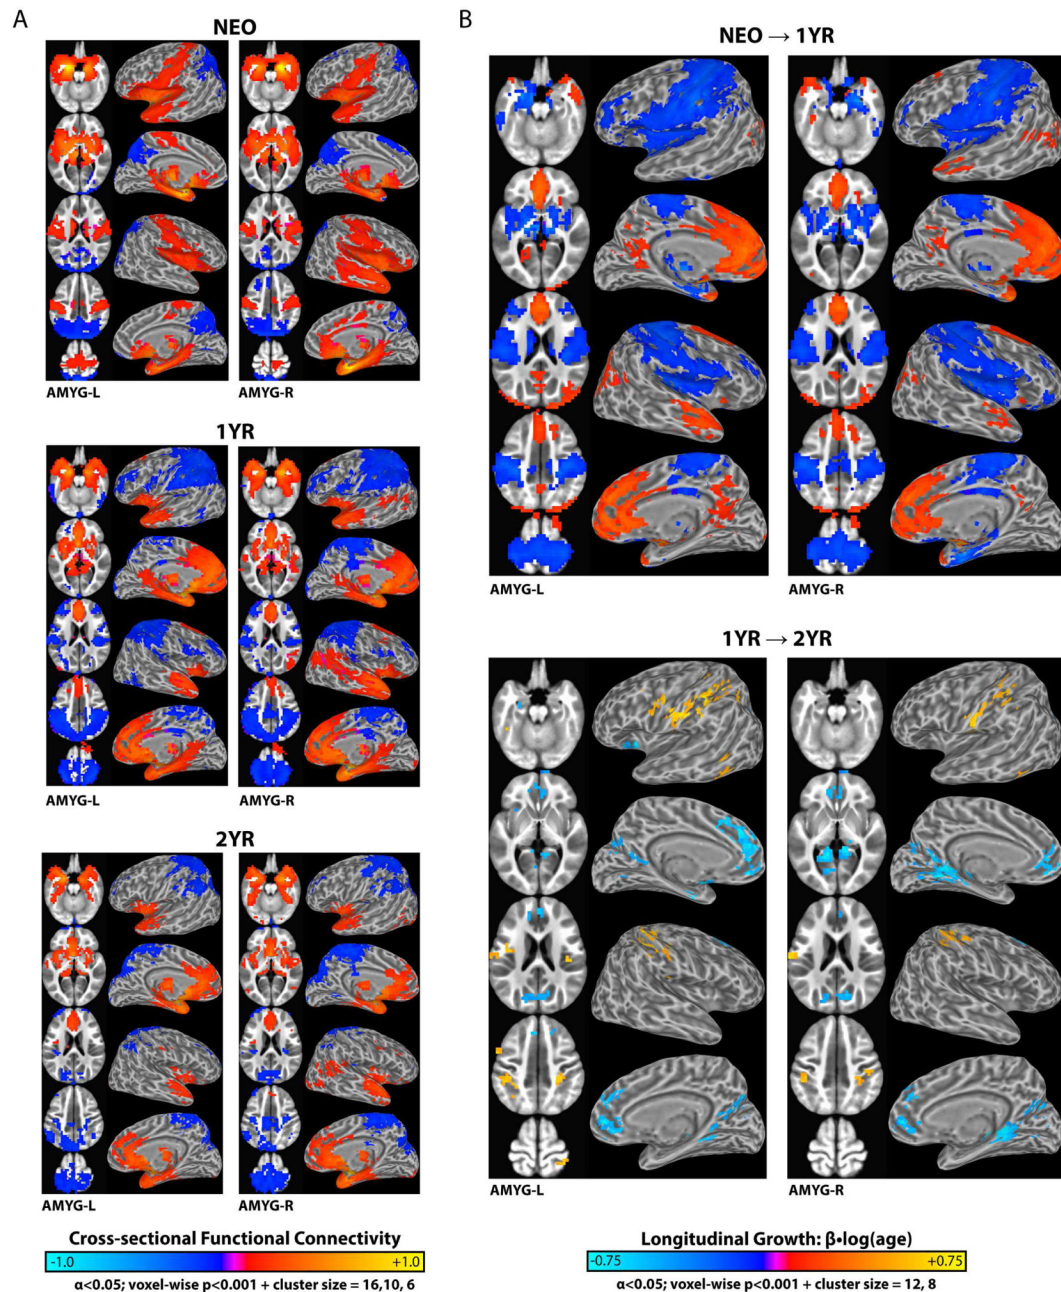 A
NEO
AMYG-L
AMYG-R
1YR
AMYG-L
AMYG-R
2YR
AMYG-L
AMYG-R
Cross-sectional Functional Connectivity
-1.0 +1.0
α<0.05; voxel-wise p<0.001 + cluster size = 16,10, 6
B
NEO → 1YR
AMYG-L
AMYG-R
1YR → 2YR
AMYG-L
AMYG-R
Longitudinal Growth: β•log(age)
-0.75 +0.75
α<0.05; voxel-wise p<0.001 + cluster size = 12, 8